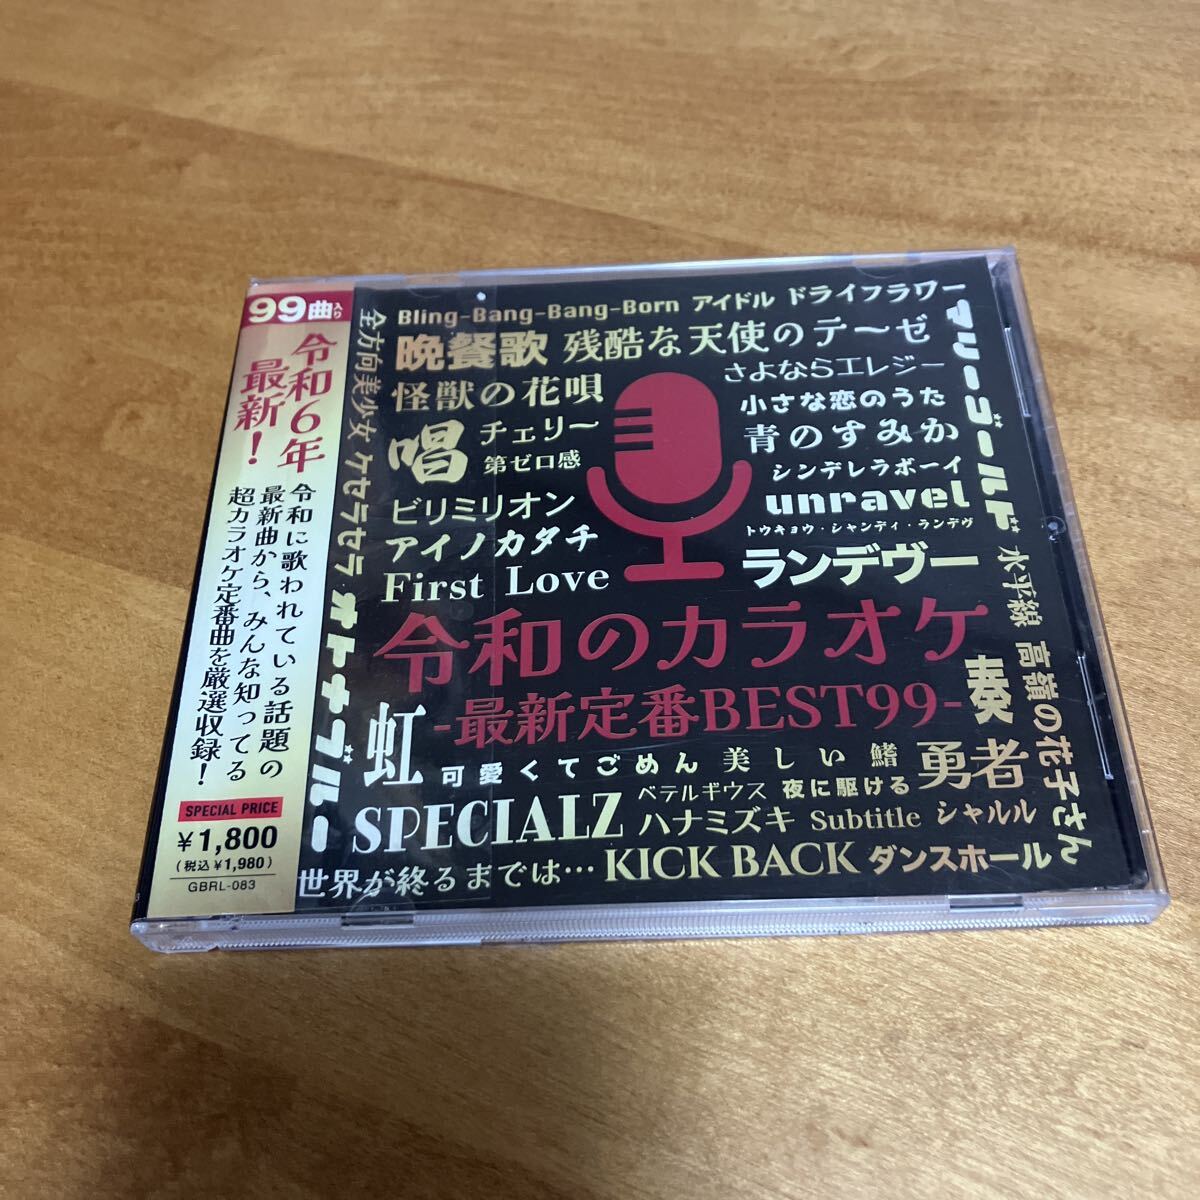 99曲入り
令和6年
最新！
令和に歌われている話題の
最新曲から、みんな知ってる
超カラオケ定番曲を厳選収録！
SPECIAL PRICE
¥1,800
(税込¥1,980)
GBRL-083
全方向美少女 ケセラセラ オトナブルー
Bling-Bang-Bang-Born アイドル ドライフラワー
晩餐歌 残酷な天使のテーゼ
怪獣の花唄
さよならエレジー
小さな恋のうた
唱 チェリー
第ゼロ感
青のすみか
シンデレラボーイ
ビリミリオン
unravel
アイノカタチ
トウキョウ・シャンディ・ランデヴ
First Love
ランデヴー
マリーゴールド 水平線 高嶺の花子さん
令和のカラオケ
-最新定番BEST99-
奏
虹 可愛くてごめん 美しい鰭 勇者
ベテルギウス 夜に駆ける
SPECIALZ ハナミズキ Subtitle シャルル
世界が終るまでは… KICK BACK ダンスホール